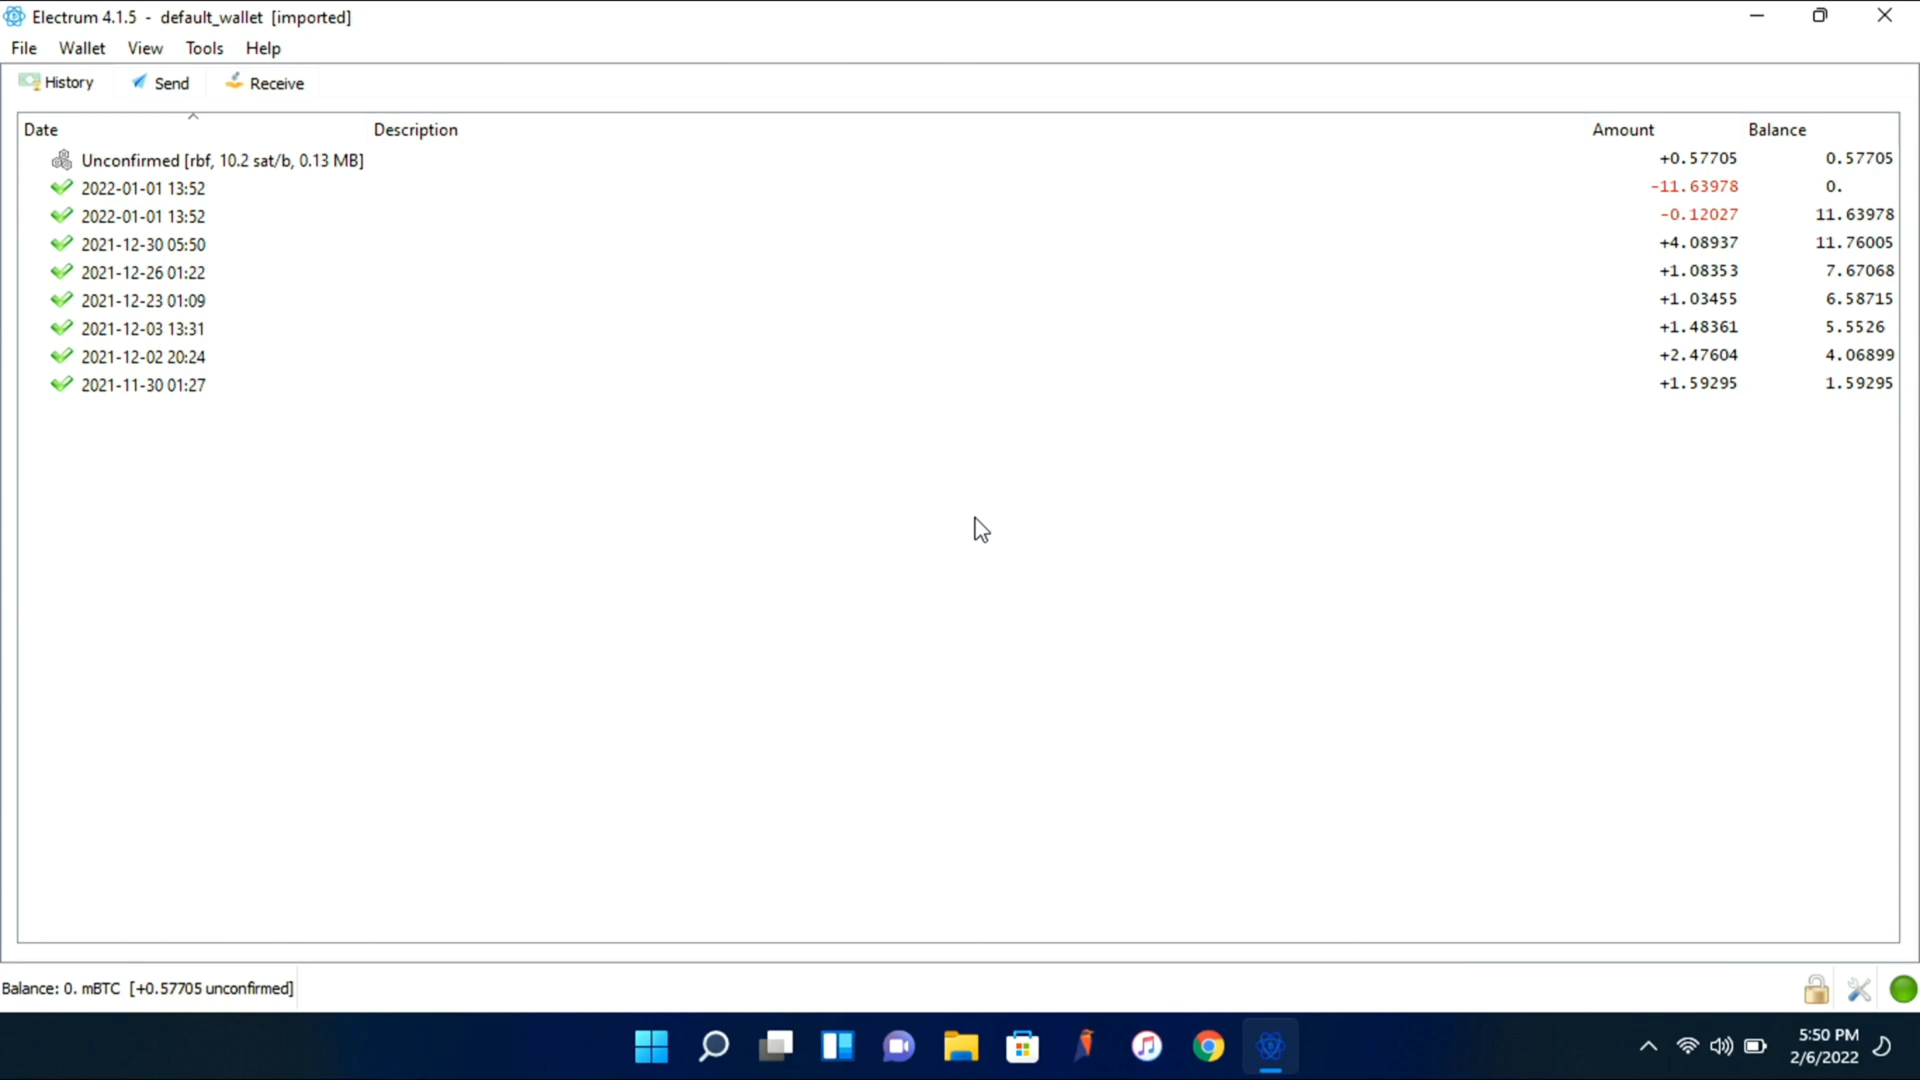 Electrum 4.1.5 - default_wallet [imported]
File Wallet View Tools Help
History Send Receive
Date Description Amount Balance
Unconfirmed [rbf, 10.2 sat/b, 0.13 MB] +0.57705 0.57705
2022-01-01 13:52 -11.63978 0.
2022-01-01 13:52 -0.12027 11.63978
2021-12-30 05:50 +4.08937 11.76005
2021-12-26 01:22 +1.08353 7.67068
2021-12-23 01:09 +1.03455 6.58715
2021-12-03 13:31 +1.48361 5.5526
2021-12-02 20:24 +2.47604 4.06899
2021-11-30 01:27 +1.59295 1.59295
Balance: 0. mBTC [+0.57705 unconfirmed]
5:50 PM
2/6/2022